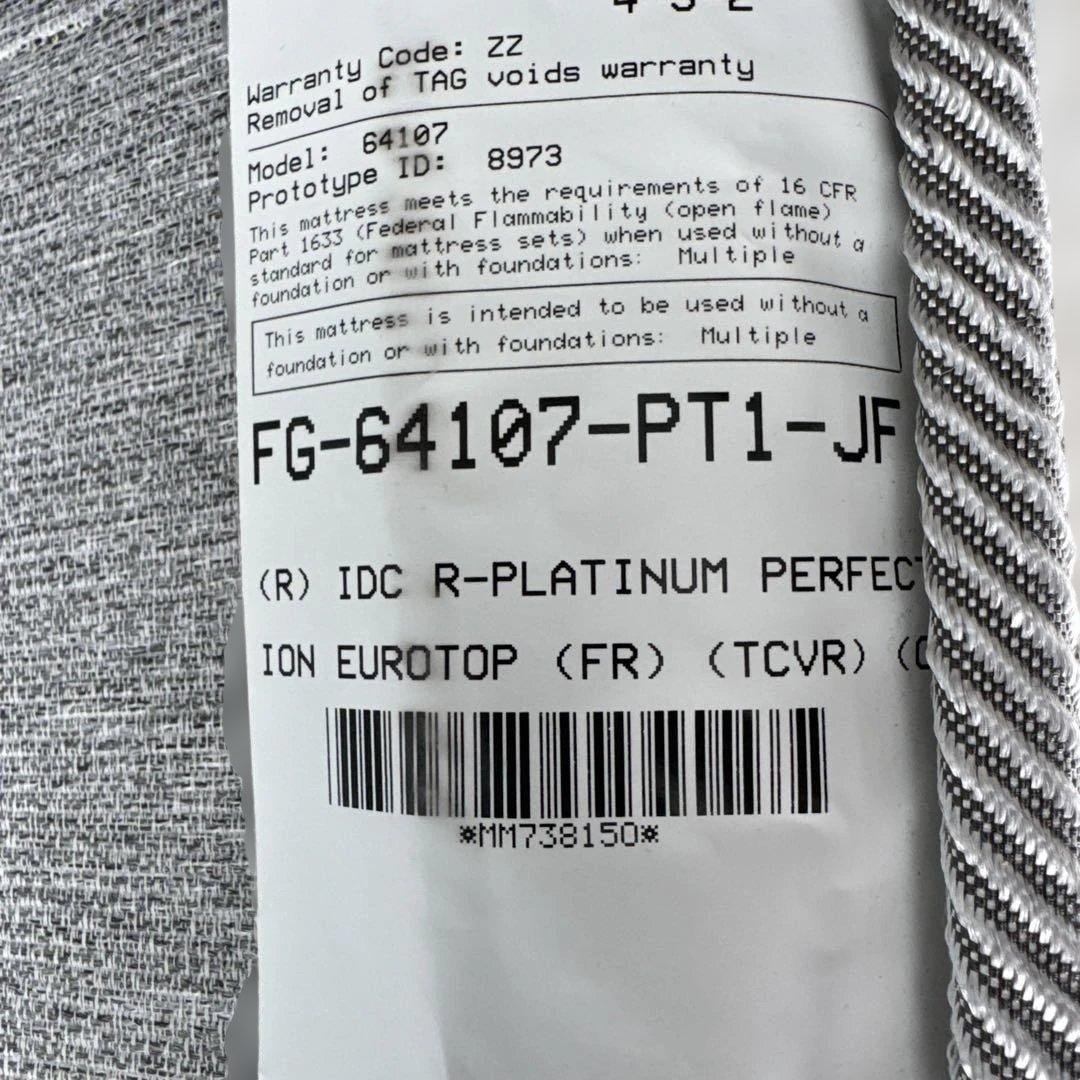 Warranty Code: ZZ
Removal of TAG voids warranty
Model: 64107
Prototype ID: 8973
This mattress meets the requirements of 16 CFR
Part 1633 (Federal Flammability (open flame)
standard for mattress sets) when used without a
foundation or with foundations: Multiple
This mattress is intended to be used without a
foundation or with foundations: Multiple
FG-64107-PT1-JF
(R) IDC R-PLATINUM PERFECT
ION EUROTOP (FR) (TCVR) (
*MM738150*